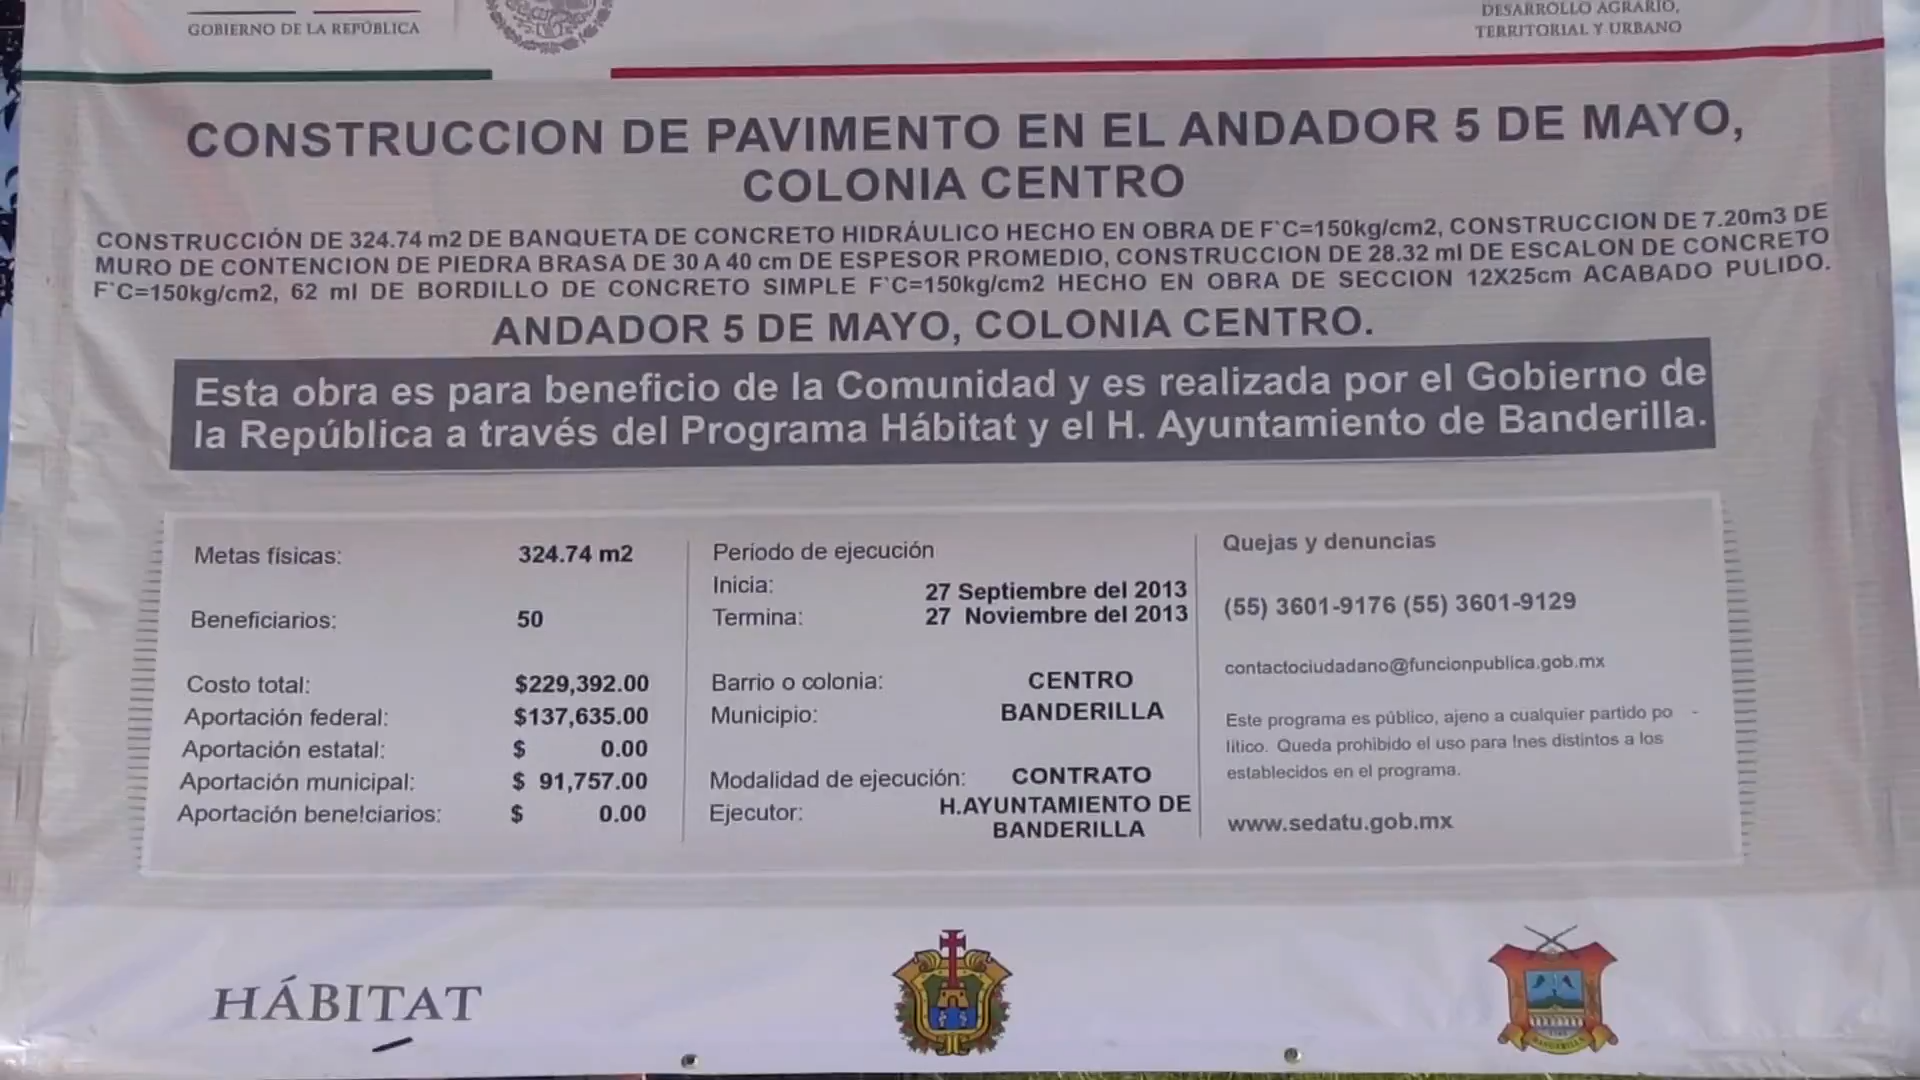 GOBIERNO DE LA REPÚBLICA
DESARROLLO AGRARIO,
TERRITORIAL Y URBANO
CONSTRUCCION DE PAVIMENTO EN EL ANDADOR 5 DE MAYO,
COLONIA CENTRO
CONSTRUCCIÓN DE 324.74 m2 DE BANQUETA DE CONCRETO HIDRÁULICO HECHO EN OBRA DE F`C=150kg/cm2, CONSTRUCCION DE 7.20m3 DE
MURO DE CONTENCION DE PIEDRA BRASA DE 30 A 40 cm DE ESPESOR PROMEDIO, CONSTRUCCION DE 28.32 ml DE ESCALON DE CONCRETO
F`C=150kg/cm2, 62 ml DE BORDILLO DE CONCRETO SIMPLE F`C=150kg/cm2 HECHO EN OBRA DE SECCION 12X25cm ACABADO PULIDO.
ANDADOR 5 DE MAYO, COLONIA CENTRO.
Esta obra es para beneficio de la Comunidad y es realizada por el Gobierno de
la República a través del Programa Hábitat y el H. Ayuntamiento de Banderilla.
Metas físicas: 324.74 m2
Beneficiarios: 50
Costo total: $229,392.00
Aportación federal: $137,635.00
Aportación estatal: $ 0.00
Aportación municipal: $ 91,757.00
Aportación bene!ciarios: $ 0.00
Período de ejecución
Inicia: 27 Septiembre del 2013
Termina: 27 Noviembre del 2013
Barrio o colonia: CENTRO
Municipio: BANDERILLA
Modalidad de ejecución: CONTRATO
Ejecutor: H.AYUNTAMIENTO DE
BANDERILLA
Quejas y denuncias
(55) 3601-9176 (55) 3601-9129
contactociudadano@funcionpublica.gob.mx
Este programa es público, ajeno a cualquier partido po -
lítico. Queda prohibido el uso para !nes distintos a los
establecidos en el programa.
www.sedatu.gob.mx
HÁBITAT
BANDERILLA